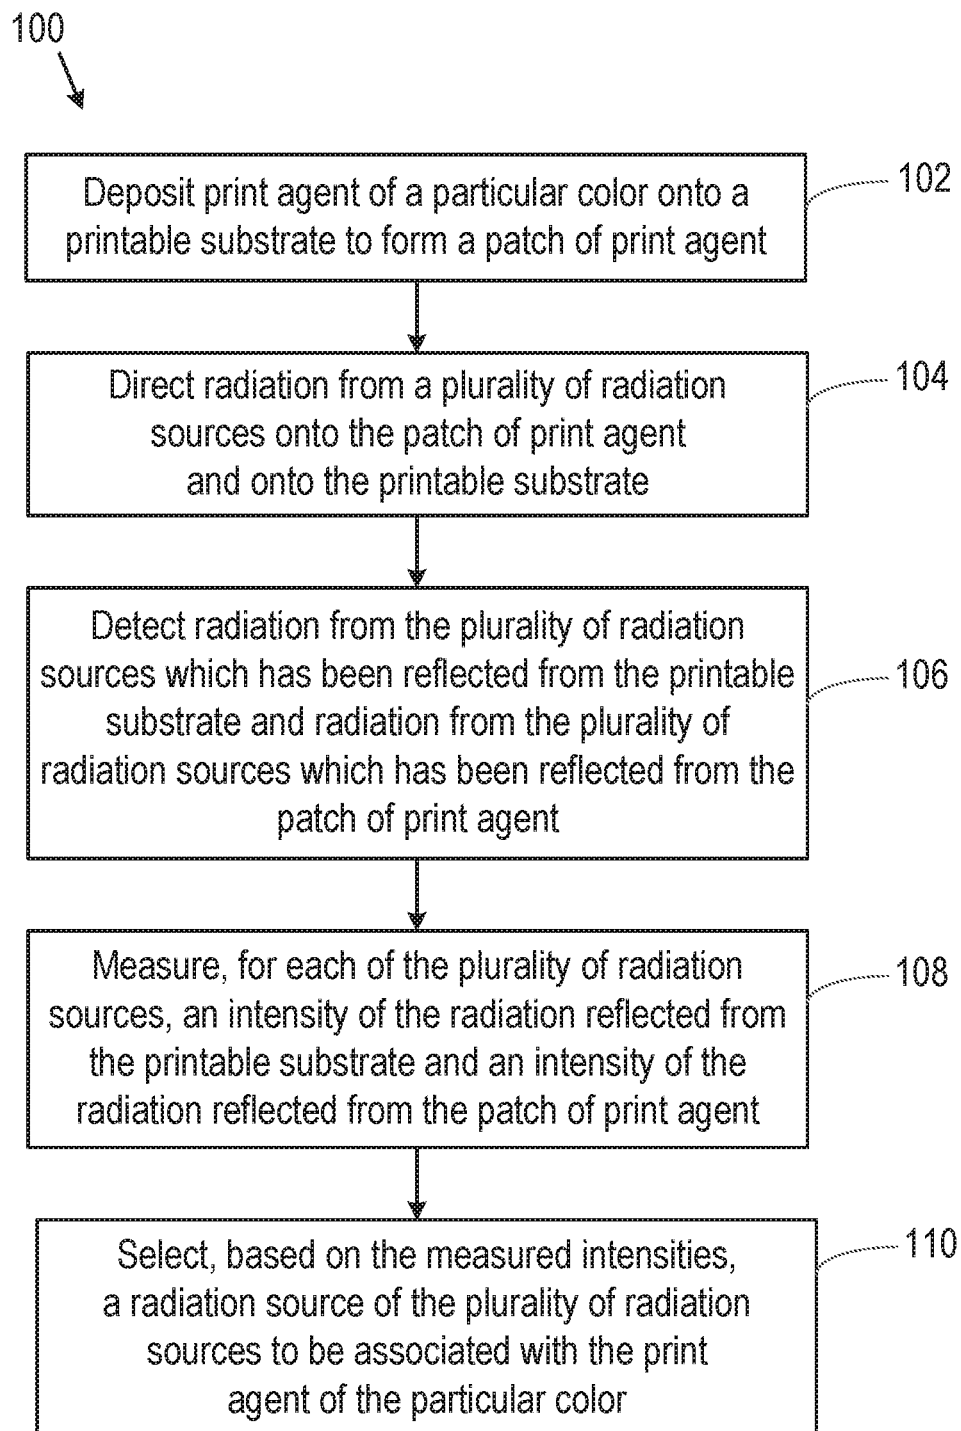 100
Deposit print agent of a particular color onto a
printable substrate to form a patch of print agent
102
Direct radiation from a plurality of radiation
sources onto the patch of print agent
and onto the printable substrate
104
Detect radiation from the plurality of radiation
sources which has been reflected from the printable
substrate and radiation from the plurality of
radiation sources which has been reflected from the
patch of print agent
106
Measure, for each of the plurality of radiation
sources, an intensity of the radiation reflected from
the printable substrate and an intensity of the
radiation reflected from the patch of print agent
108
Select, based on the measured intensities,
a radiation source of the plurality of radiation
sources to be associated with the print
agent of the particular color
110